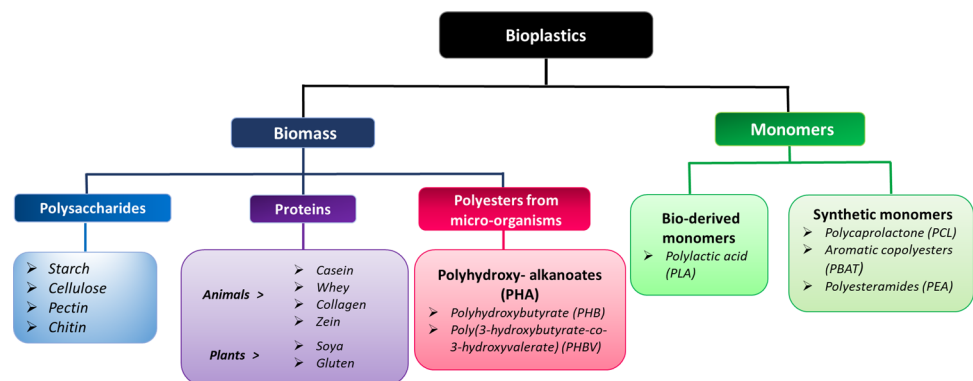 Bioplastics
Biomass
Monomers
Polysaccharides
Proteins
Polyesters from
micro-organisms
Bio-derived
monomers
➤ Polylactic acid
(PLA)
Synthetic monomers
➤ Polycaprolactone (PCL)
➤ Aromatic copolyesters
(PBAT)
➤ Polyesteramides (PEA)
➤ Starch
➤ Cellulose
➤ Pectin
➤ Chitin
Animals >
➤ Casein
➤ Whey
➤ Collagen
➤ Zein
Plants >
➤ Soya
➤ Gluten
Polyhydroxy- alkanoates
(PHA)
➤ Polyhydroxybutyrate (PHB)
➤ Poly(3-hydroxybutyrate-co-
3-hydroxyvalerate) (PHBV)